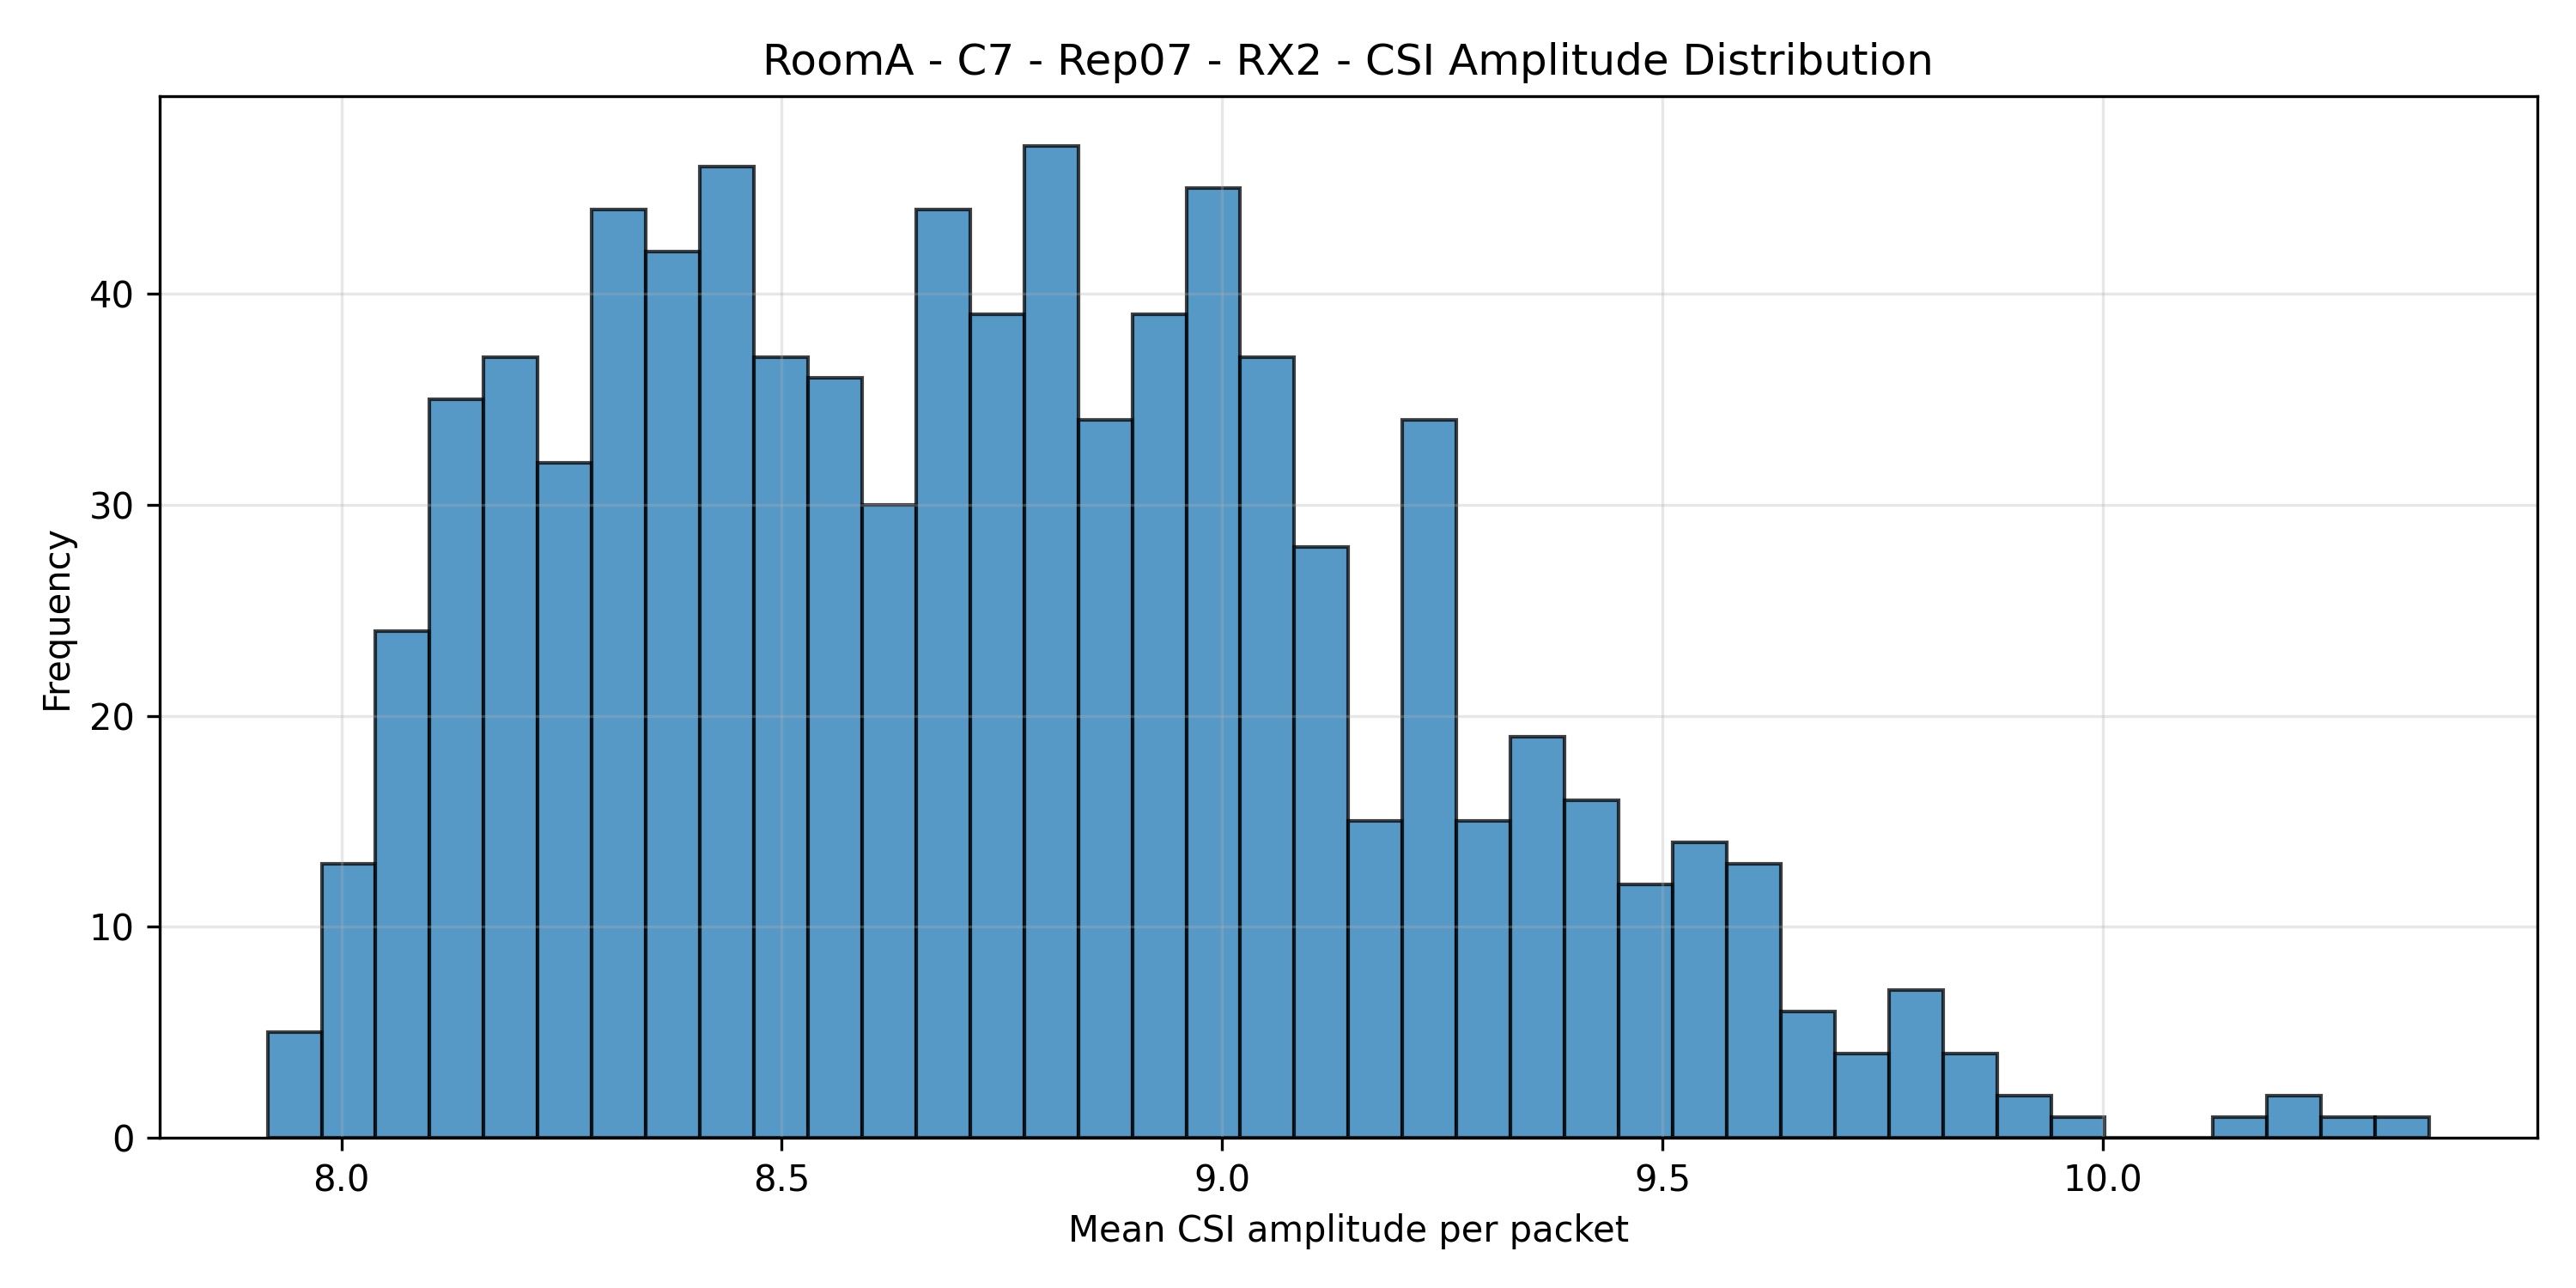 RoomA - C7 - Rep07 - RX2 - CSI Amplitude Distribution
Frequency
40
30
20
10
0
8.0 8.5 9.0 9.5 10.0
Mean CSI amplitude per packet